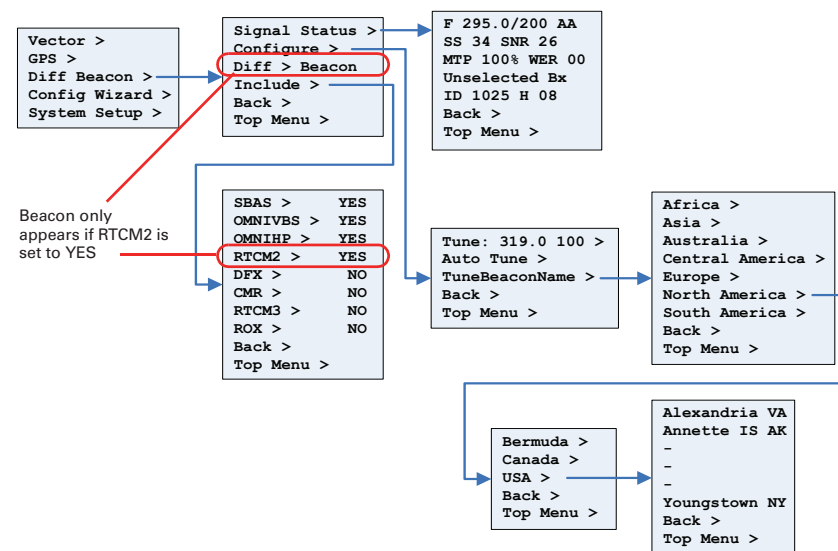 Vector >
GPS >
Diff Beacon >
Config Wizard >
System Setup >
Signal Status >
Configure >
Diff > Beacon
Include >
Back >
Top Menu >
F 295.0/200 AA
SS 34 SNR 26
MTP 100% WER 00
Unselected Bx
ID 1025 H 08
Back >
Top Menu >
Beacon only
appears if RTCM2 is
set to YES
SBAS > YES
OMNIVBS > YES
OMNIHP > YES
RTCM2 > YES
DFX > NO
CMR > NO
RTCM3 > NO
ROX > NO
Back >
Top Menu >
Tune: 319.0 100 >
Auto Tune >
TuneBeaconName >
Back >
Top Menu >
Africa >
Asia >
Australia >
Central America >
Europe >
North America >
South America >
Back >
Top Menu >
Bermuda >
Canada >
USA >
Back >
Top Menu >
Alexandria VA
Annette IS AK
-
-
-
Youngstown NY
Back >
Top Menu >